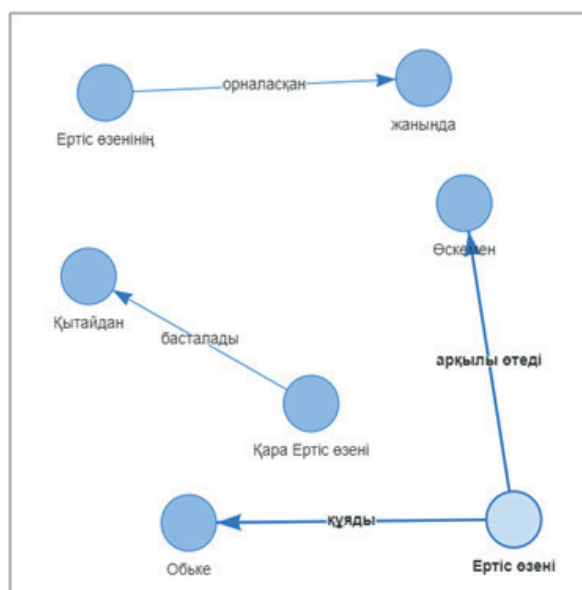 орналасқан
Ертіс өзенінің
жанында
Өскемен
Қытайдан
басталады
арқылы өтеді
Қара Ертіс өзені
құяды
Обьке
Ертіс өзені